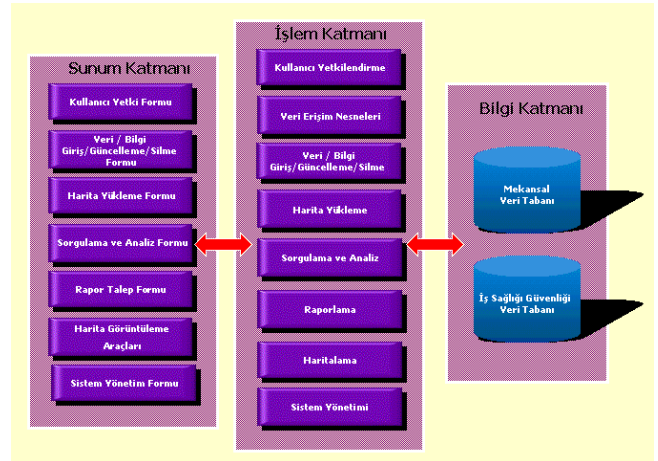 Sunum Katmanı
Kullanıcı Yetki Formu
Veri / Bilgi
Giriş/Güncelleme/Silme
Formu
Harita Yükleme Formu
Sorgulama ve Analiz Formu
Rapor Talep Formu
Harita Görüntüleme
Araçları
Sistem Yönetim Formu
İşlem Katmanı
Kullanıcı Yetkilendirme
Veri Erişim Nesneleri
Veri / Bilgi
Giriş/Güncelleme/Silme
Harita Yükleme
Sorgulama ve Analiz
Raporlama
Haritalama
Sistem Yönetimi
Bilgi Katmanı
Mekansal
Veri Tabanı
İş Sağlığı Güvenliği
Veri Tabanı